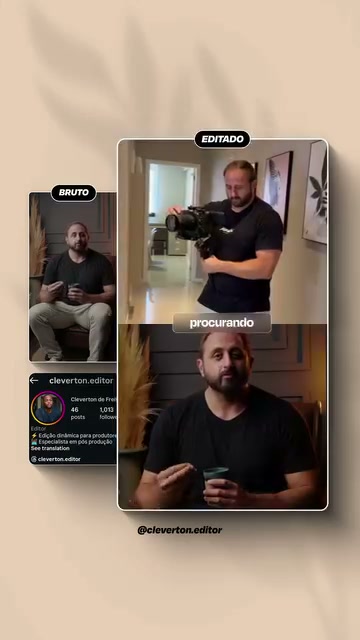 EDITADO
BRUTO
procurando
cleverton.editor
Cleverton de Frei
46
1,013
posts
followe
Editor
⚡ Edição dinâmica para produtore
Especialista em pós produção
See translation
cleverton.editor
@cleverton.editor